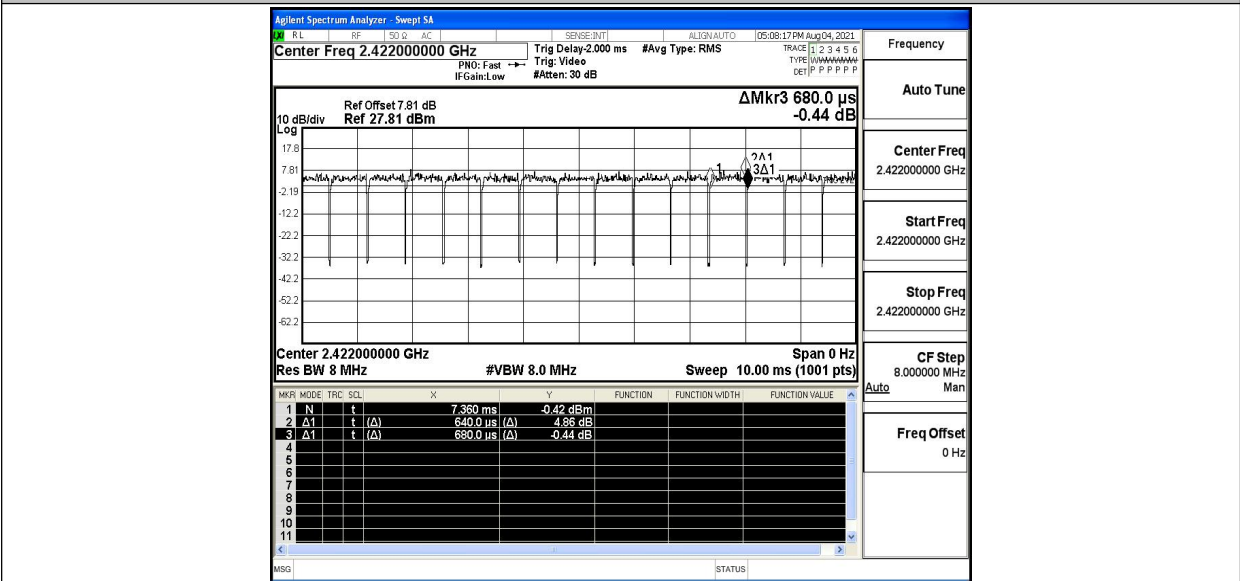 Agilent Spectrum Analyzer - Swept SA
RL RF 50 Ω AC SENSE:INT ALIGNAUTO 05:08:17 PM Aug 04, 2021
Center Freq 2.422000000 GHz
PNO: Fast
IFGain:Low
Trig Delay-2.000 ms
Trig: Video
#Atten: 30 dB
#Avg Type: RMS
TRACE 1 2 3 4 5 6
TYPE
DET P P P P P P
Ref Offset 7.81 dB
10 dB/div Ref 27.81 dBm
Log
ΔMkr3 680.0 µs
-0.44 dB
17.8
7.81
-2.19
-12.2
-22.2
-32.2
-42.2
-52.2
-62.2
1
2Δ1
3Δ1
Center 2.422000000 GHz Span 0 Hz
Res BW 8 MHz #VBW 8.0 MHz Sweep 10.00 ms (1001 pts)
MKR MODE TRC SCL X Y FUNCTION FUNCTION WIDTH FUNCTION VALUE
1 N t 7.360 ms -0.42 dBm
2 Δ1 t (Δ) 640.0 µs (Δ) 4.86 dB
3 Δ1 t (Δ) 680.0 µs (Δ) -0.44 dB
4
5
6
7
8
9
10
11
MSG STATUS
Frequency
Auto Tune
Center Freq
2.422000000 GHz
Start Freq
2.422000000 GHz
Stop Freq
2.422000000 GHz
CF Step
8.000000 MHz
Auto Man
Freq Offset
0 Hz